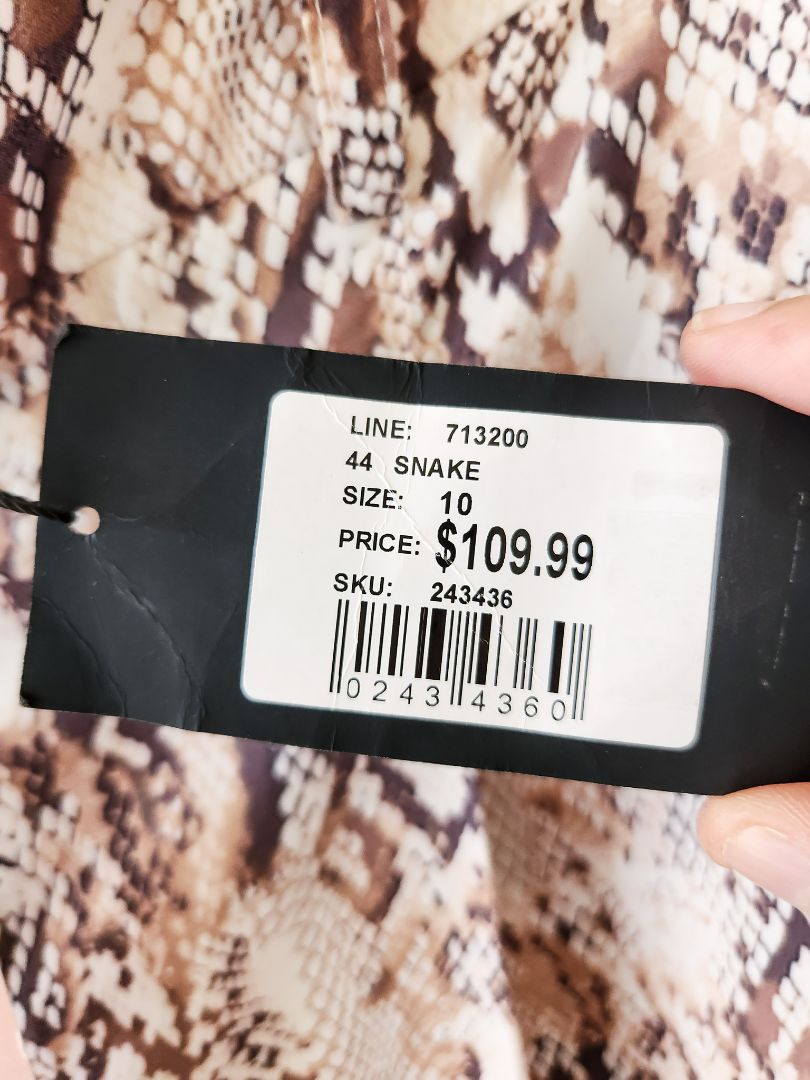 LINE: 713200
44 SNAKE
SIZE: 10
PRICE: $109.99
SKU: 243436
0243 4360